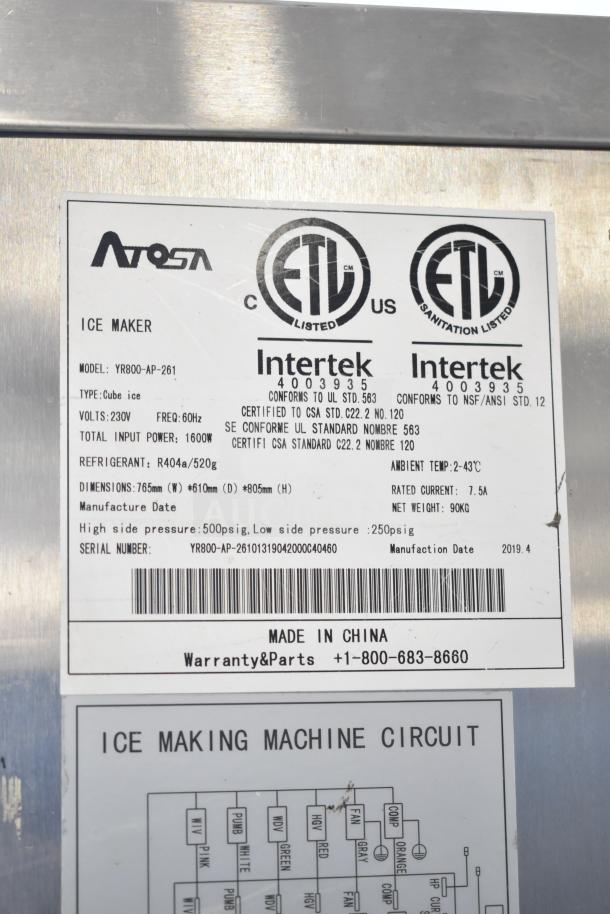 ATOSA
ETL CM
LISTED
C US
Intertek
4003935
CONFORMS TO UL STD.563
CERTIFIED TO CSA STD.C22.2 NO.120
SE CONFORME UL STANDARD NOMBRE 563
CERTIFI CSA STANDARD C22.2 NOMBRE 120
ETL CM
SANITATION LISTED
Intertek
4003935
CONFORMS TO NSF/ANSI STD.12
ICE MAKER
MODEL: YR800-AP-261
TYPE:Cube ice
VOLTS:230V FREQ:60Hz
TOTAL INPUT POWER: 1600W
REFRIGERANT: R404a/520g AMBIENT TEMP:2-43℃
DIMENSIONS:765mm (W) *610mm (D) *805mm (H) RATED CURRENT: 7.5A
Manufacture Date NET WEIGHT: 90KG
High side pressure:500psig,Low side pressure :250psig
SERIAL NUMBER: YR800-AP-26101319042000C40460 Manufaction Date 2019.4
MADE IN CHINA
Warranty&Parts +1-800-683-8660
ICE MAKING MACHINE CIRCUIT
WIV PUMB WDV HGV FAN COMP
PINK WHITE GREEN RED GRAY ORANGE
WIV PUMB WDV HGV FAN COMP HP CUR